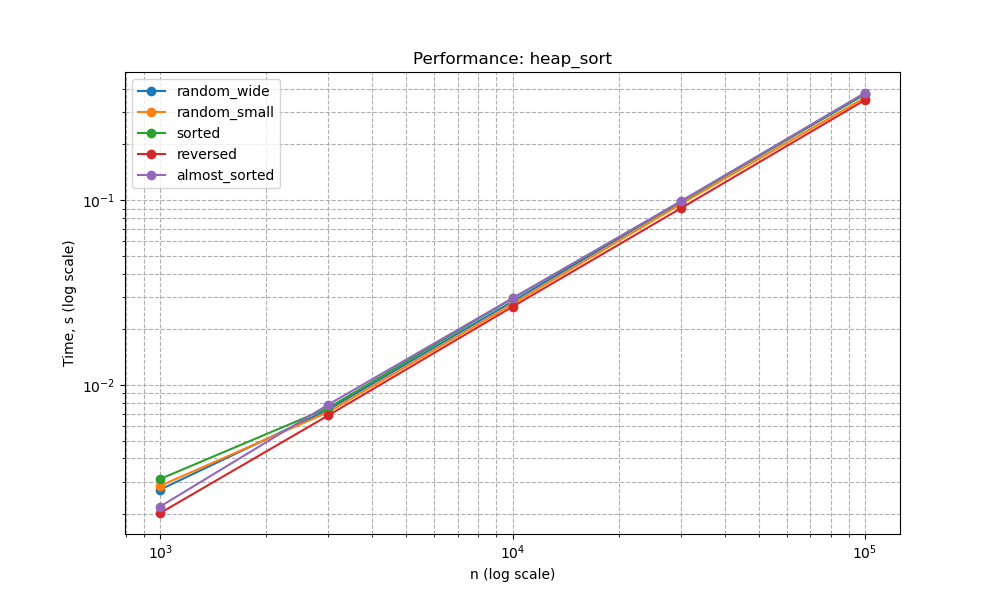 Performance: heap_sort
random_wide
random_small
sorted
reversed
almost_sorted
Time, s (log scale)
10⁻¹
10⁻²
10³
10⁴
10⁵
n (log scale)